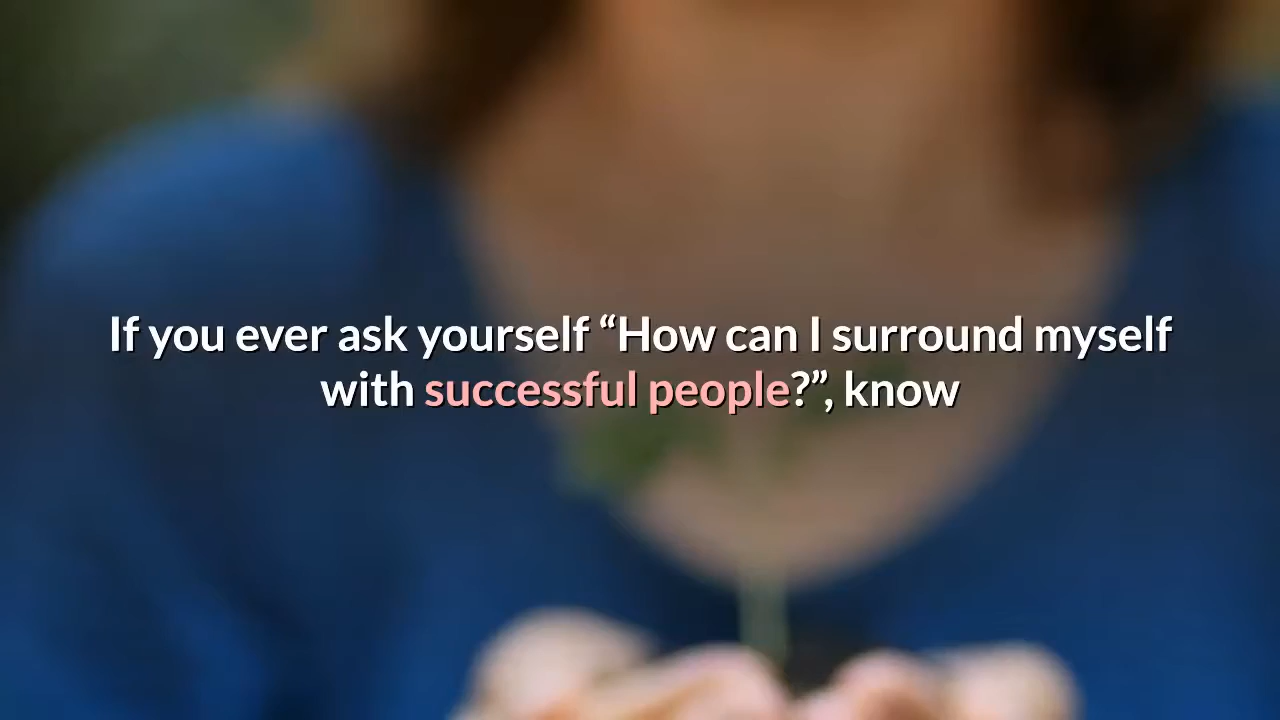 If you ever ask yourself “How can I surround myself
with successful people?”, know